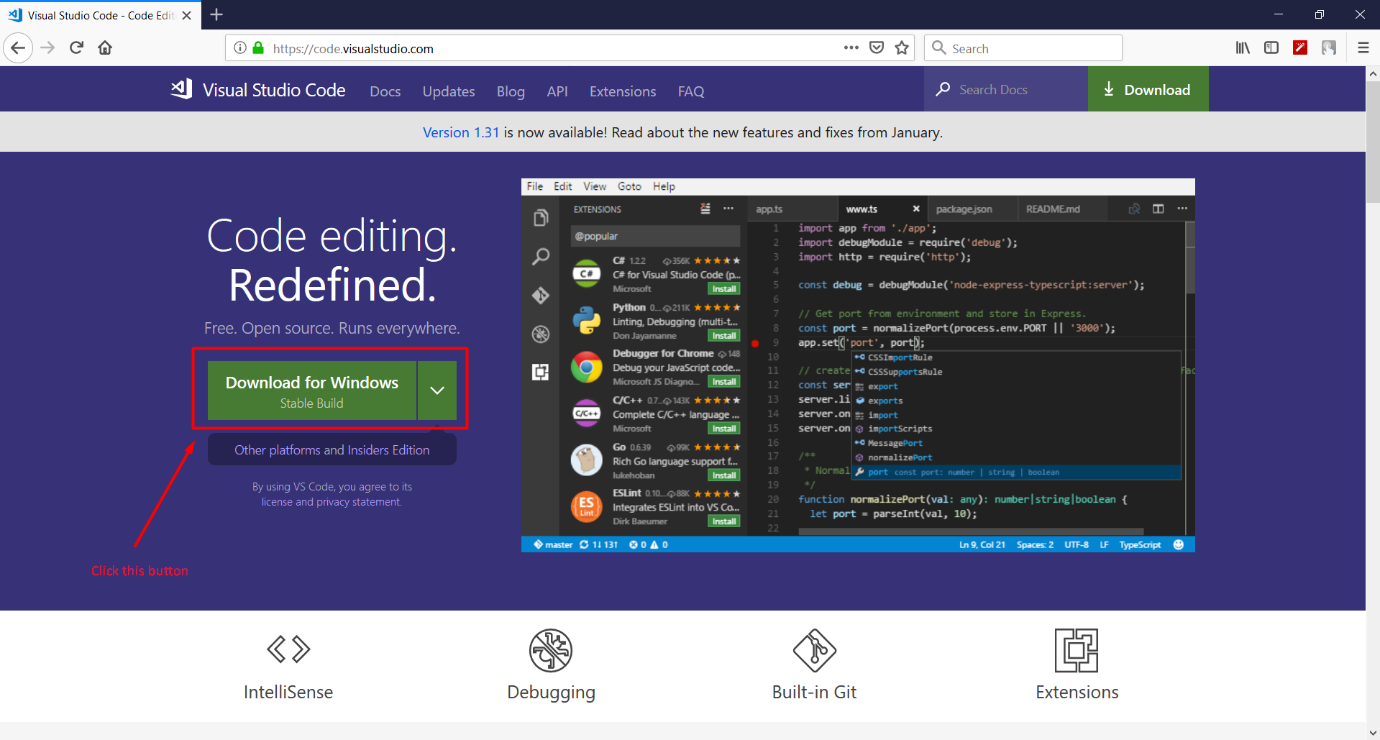 Visual Studio Code - Code Edit
https://code.visualstudio.com
Search
Visual Studio Code
Docs
Updates
Blog
API
Extensions
FAQ
Search Docs
Download
Version 1.31 is now available! Read about the new features and fixes from January.
Code editing.
Redefined.
Free. Open source. Runs everywhere.
Download for Windows
Stable Build
Other platforms and Insiders Edition
By using VS Code, you agree to its
license and privacy statement.
Click this button
File Edit View Goto Help
EXTENSIONS
@popular
C# 1.2.2 356K
C# for Visual Studio Code (p...
Microsoft Install
Python 0... 211K
Linting, Debugging (multi-t...
Don Jayamanne Install
Debugger for Chrome 148
Debug your JavaScript code...
Microsoft JS Diagno... Install
C/C++ 0.7... 143K
Complete C/C++ language ...
Microsoft Install
Go 0.6.39 99K
Rich Go language support f...
lukehoban Install
ESLint 0.10... 88K
Integrates ESLint into VS Co...
Dirk Baeumer Install
app.ts
www.ts
package.json
README.md
1 import app from './app';
2 import debugModule = require('debug');
3 import http = require('http');
4
5 const debug = debugModule('node-express-typescript:server');
6
7 // Get port from environment and store in Express.
8 const port = normalizePort(process.env.PORT || '3000');
9 app.set('port', port);
10
11 // create
12 const ser
13 server.li
14 server.on
15 server.on
16
17 /**
18 * Normal
19 */
20 function normalizePort(val: any): number|string|boolean {
21 let port = parseInt(val, 10);
22
CSSImportRule
CSSSupportsRule
export
exports
import
importScripts
MessagePort
normalizePort
port const port: number | string | boolean
master
0 0
Ln 9, Col 21 Spaces: 2 UTF-8 LF TypeScript
IntelliSense
Debugging
Built-in Git
Extensions